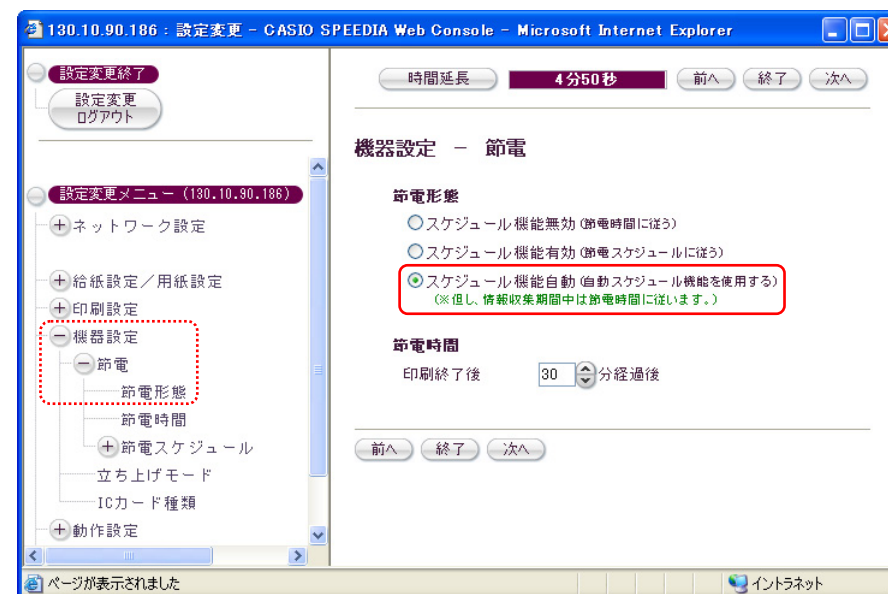 130.10.90.186 : 設定変更 - CASIO SPEEDIA Web Console - Microsoft Internet Explorer
設定変更終了
設定変更
ログアウト
設定変更メニュー (130.10.90.186)
ネットワーク設定
給紙設定／用紙設定
印刷設定
機器設定
節電
節電形態
節電時間
節電スケジュール
立ち上げモード
ICカード種類
動作設定
時間延長 4分50秒 前へ 終了 次へ
機器設定 － 節電
節電形態
スケジュール機能無効(節電時間に従う)
スケジュール機能有効(節電スケジュールに従う)
スケジュール機能自動(自動スケジュール機能を使用する)
(※但し、情報収集期間中は節電時間に従います。)
節電時間
印刷終了後 30 分経過後
前へ 終了 次へ
ページが表示されました イントラネット